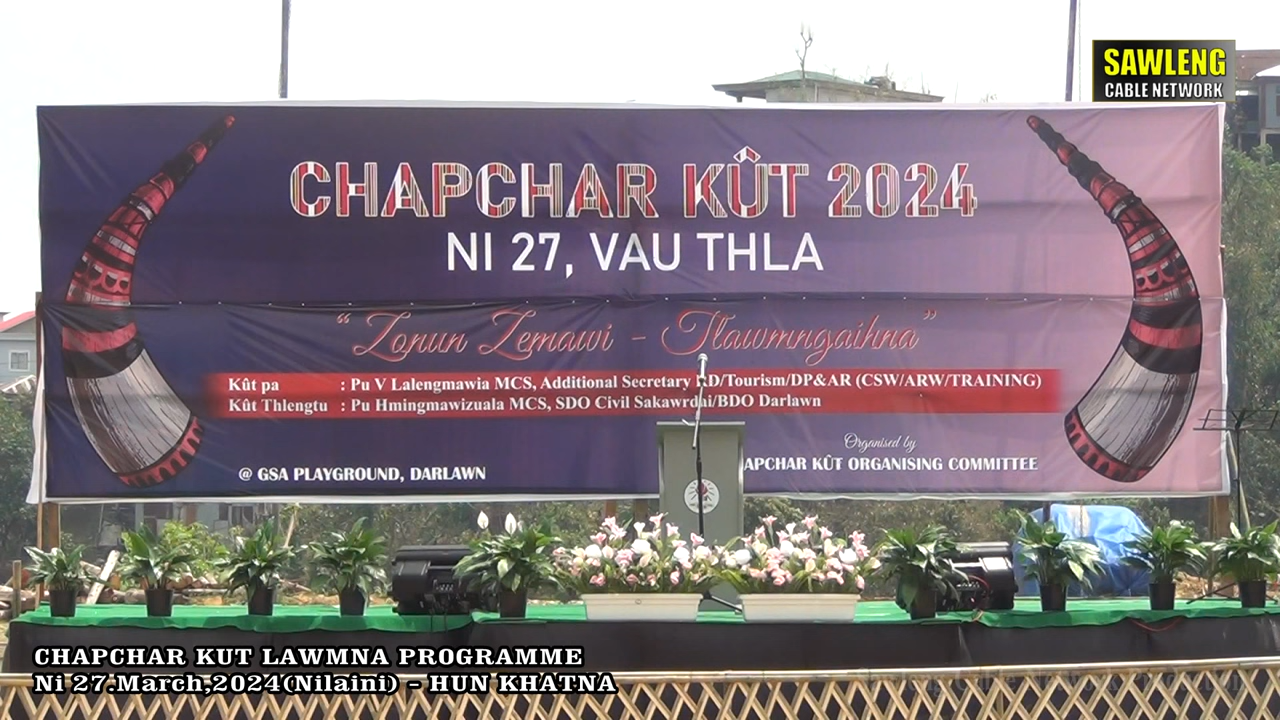 SAWLENG
CABLE NETWORK
CHAPCHAR KÛT 2024
NI 27, VAU THLA
“Zonun Zemawi - Tlawmngaihna”
Kût pa : Pu V Lalengmawia MCS, Additional Secretary RD/Tourism/DP&AR (CSW/ARW/TRAINING)
Kût Thlengtu : Pu Hmingmawizuala MCS, SDO Civil Sakawrdai/BDO Darlawn
Organised by
APCHAR KÛT ORGANISING COMMITTEE
@ GSA PLAYGROUND, DARLAWN
CHAPCHAR KUT LAWMNA PROGRAMME
Ni 27.March,2024(Nilaini) - HUN KHATNA